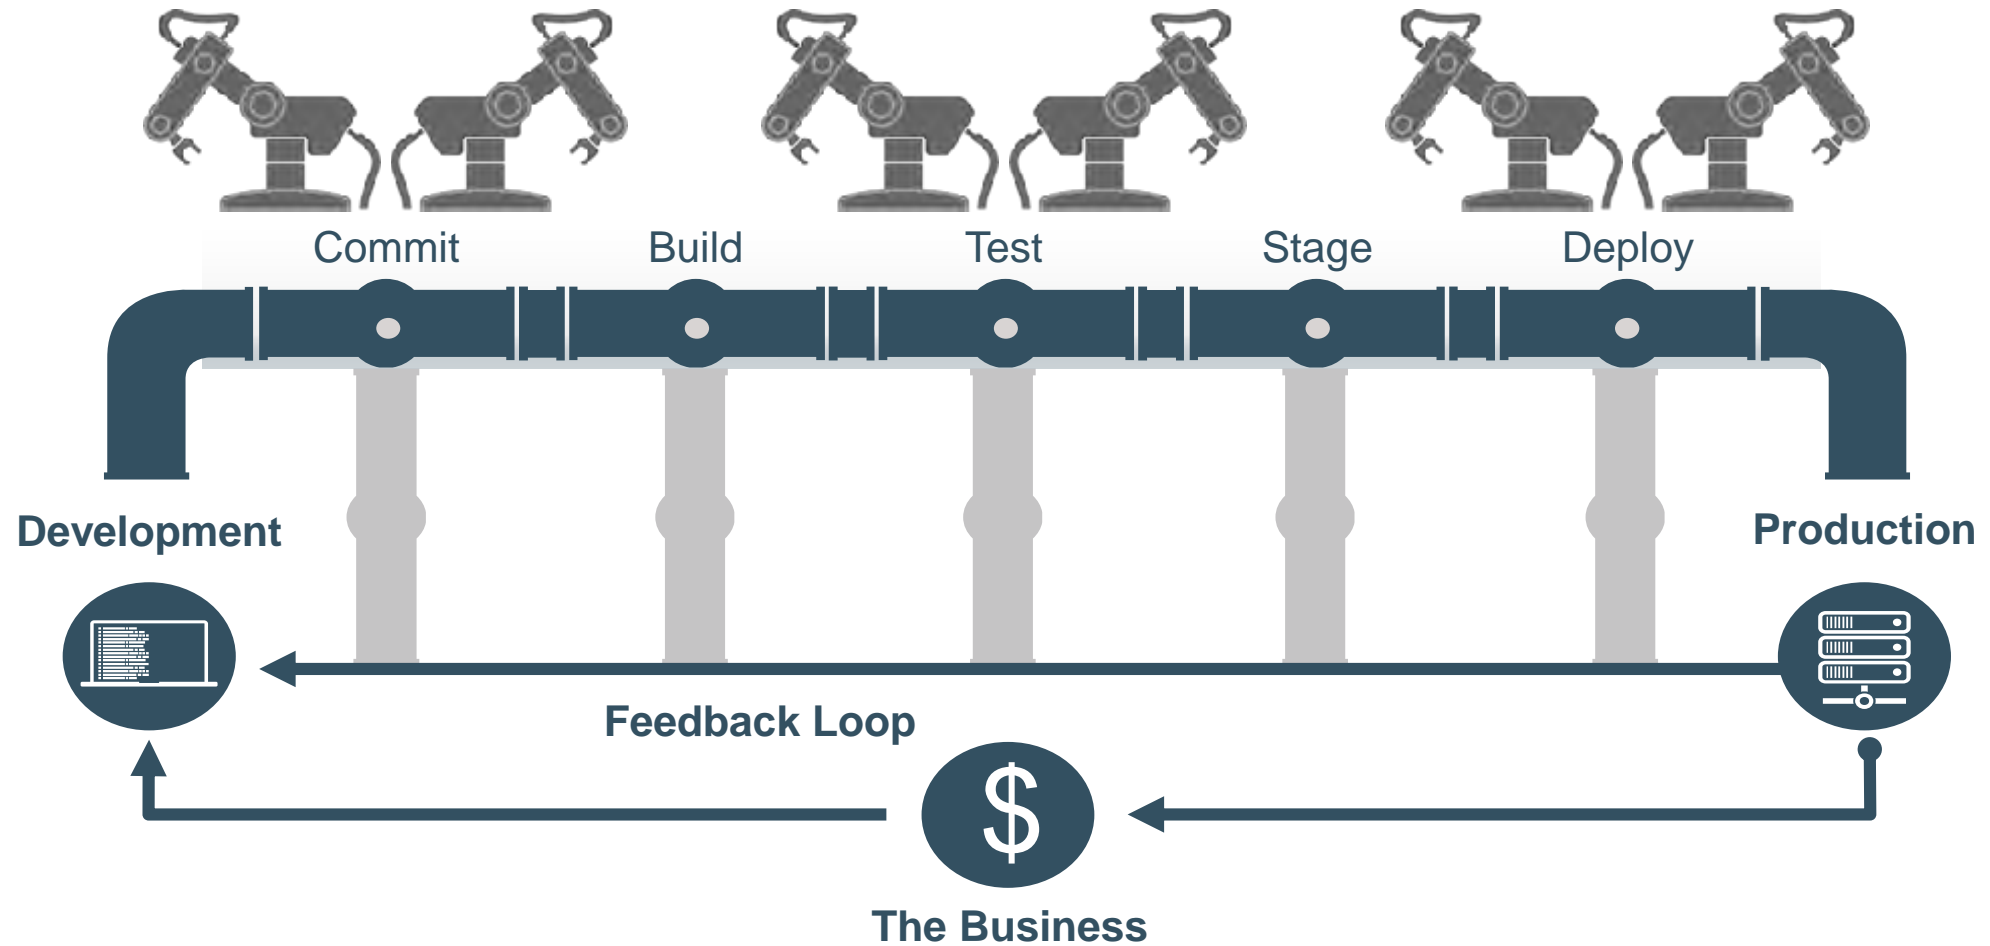 Commit
Build
Test
Stage
Deploy
Development
Production
Feedback Loop
$
The Business